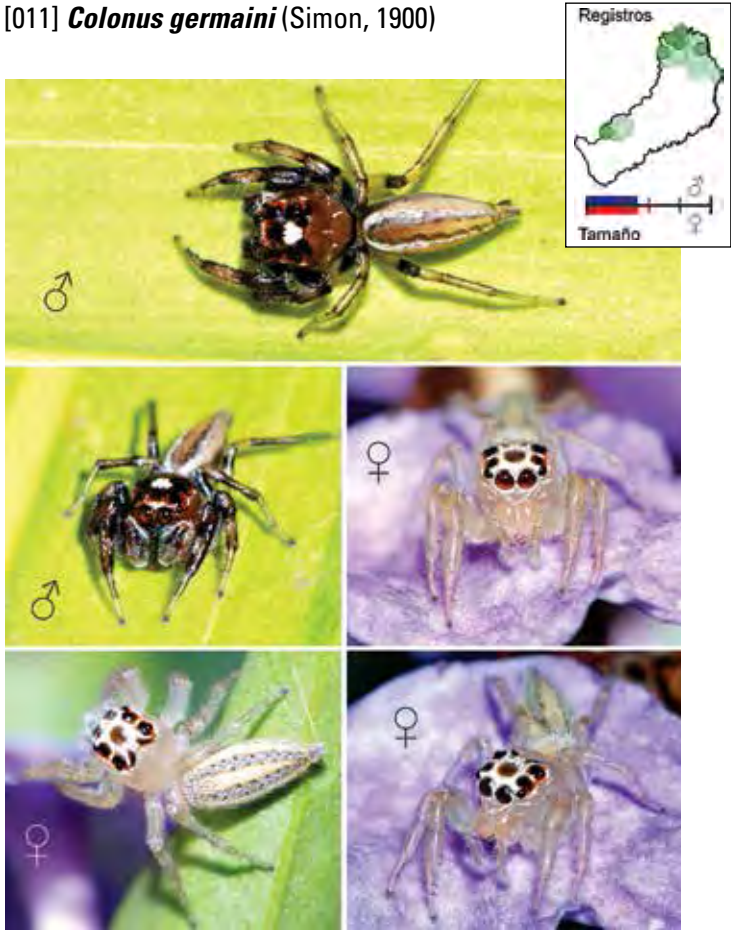 [011] Colonus germaini (Simon, 1900)
Registros
♂
♀
Tamaño
♂
♂
♀
♀
♀